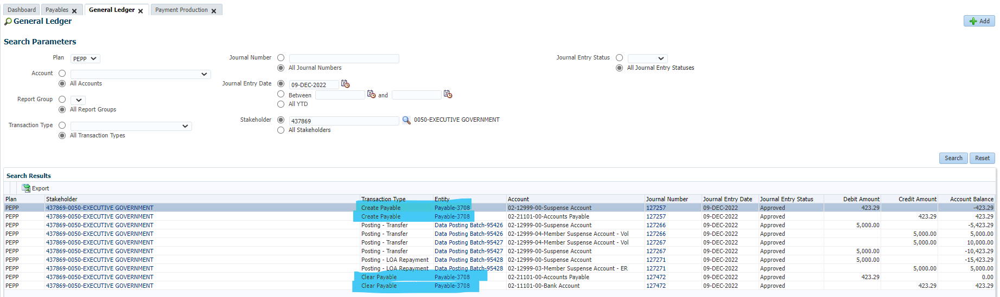 Dashboard Payables General Ledger Payment Production
General Ledger
Add
Search Parameters
Plan PEPP
Account
All Accounts
Report Group
All Report Groups
Transaction Type
All Transaction Types
Journal Number
All Journal Numbers
Journal Entry Date 09-DEC-2022
Between and
All YTD
Stakeholder 437869 0050-EXECUTIVE GOVERNMENT
All Stakeholders
Journal Entry Status
All Journal Entry Statuses
Search Reset
Search Results
Export
Plan Stakeholder Transaction Type Entity Account Journal Number Journal Entry Date Journal Entry Status Debit Amount Credit Amount Account Balance
PEPP 437869-0050-EXECUTIVE GOVERNMENT Create Payable Payable-3708 02-12999-00-Suspense Account 127257 09-DEC-2022 Approved 423.29 -423.29
PEPP 437869-0050-EXECUTIVE GOVERNMENT Create Payable Payable-3708 02-21101-00-Accounts Payable 127257 09-DEC-2022 Approved 423.29 423.29
PEPP 437869-0050-EXECUTIVE GOVERNMENT Posting - Transfer Data Posting Batch-95426 02-12999-00-Suspense Account 127266 09-DEC-2022 Approved 5,000.00 -5,423.29
PEPP 437869-0050-EXECUTIVE GOVERNMENT Posting - Transfer Data Posting Batch-95426 02-12999-04-Member Suspense Account - Vol 127266 09-DEC-2022 Approved 5,000.00 5,000.00
PEPP 437869-0050-EXECUTIVE GOVERNMENT Posting - Transfer Data Posting Batch-95427 02-12999-04-Member Suspense Account - Vol 127267 09-DEC-2022 Approved 5,000.00 10,000.00
PEPP 437869-0050-EXECUTIVE GOVERNMENT Posting - Transfer Data Posting Batch-95427 02-12999-00-Suspense Account 127267 09-DEC-2022 Approved 5,000.00 -10,423.29
PEPP 437869-0050-EXECUTIVE GOVERNMENT Posting - LOA Repayment Data Posting Batch-95428 02-12999-00-Suspense Account 127271 09-DEC-2022 Approved 5,000.00 -15,423.29
PEPP 437869-0050-EXECUTIVE GOVERNMENT Posting - LOA Repayment Data Posting Batch-95428 02-12999-03-Member Suspense Account - ER 127271 09-DEC-2022 Approved 5,000.00 5,000.00
PEPP 437869-0050-EXECUTIVE GOVERNMENT Clear Payable Payable-3708 02-21101-00-Accounts Payable 127472 09-DEC-2022 Approved 423.29 0.00
PEPP 437869-0050-EXECUTIVE GOVERNMENT Clear Payable Payable-3708 02-11101-00-Bank Account 127472 09-DEC-2022 Approved 423.29 423.29